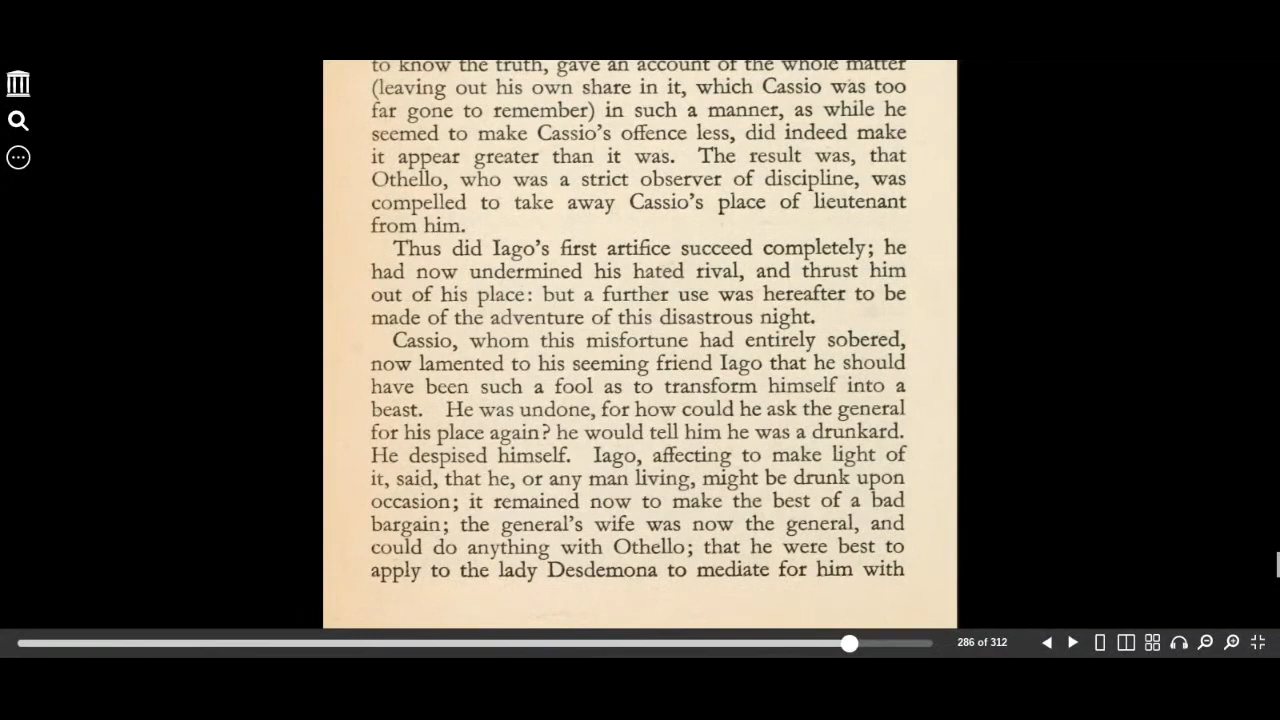 to know the truth, gave an account of the whole matter
(leaving out his own share in it, which Cassio was too
far gone to remember) in such a manner, as while he
seemed to make Cassio's offence less, did indeed make
it appear greater than it was. The result was, that
Othello, who was a strict observer of discipline, was
compelled to take away Cassio's place of lieutenant
from him.
Thus did Iago's first artifice succeed completely; he
had now undermined his hated rival, and thrust him
out of his place: but a further use was hereafter to be
made of the adventure of this disastrous night.
Cassio, whom this misfortune had entirely sobered,
now lamented to his seeming friend Iago that he should
have been such a fool as to transform himself into a
beast. He was undone, for how could he ask the general
for his place again? he would tell him he was a drunkard.
He despised himself. Iago, affecting to make light of
it, said, that he, or any man living, might be drunk upon
occasion; it remained now to make the best of a bad
bargain; the general's wife was now the general, and
could do anything with Othello; that he were best to
apply to the lady Desdemona to mediate for him with
286 of 312